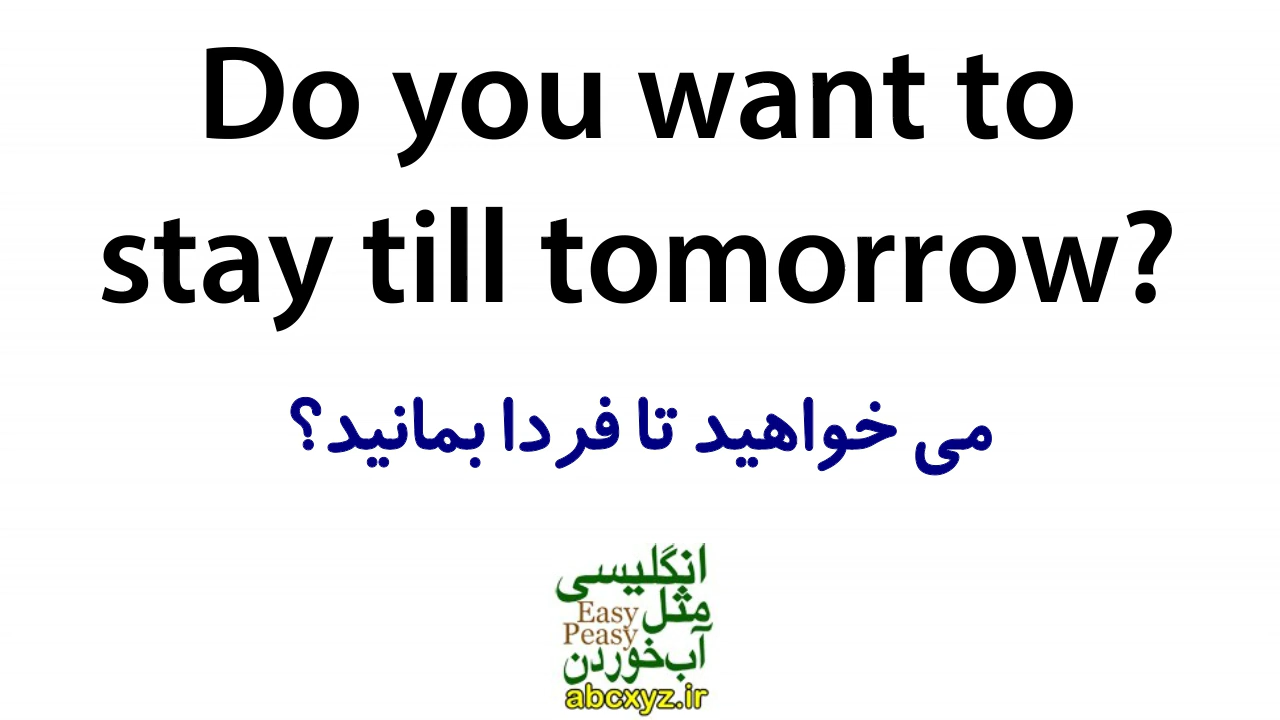 Do you want to
stay till tomorrow?
می خواهید تا فردا بمانید؟
انگلیسی
مثل
Easy
Peasy
آب‌خوردن
abcxyz.ir